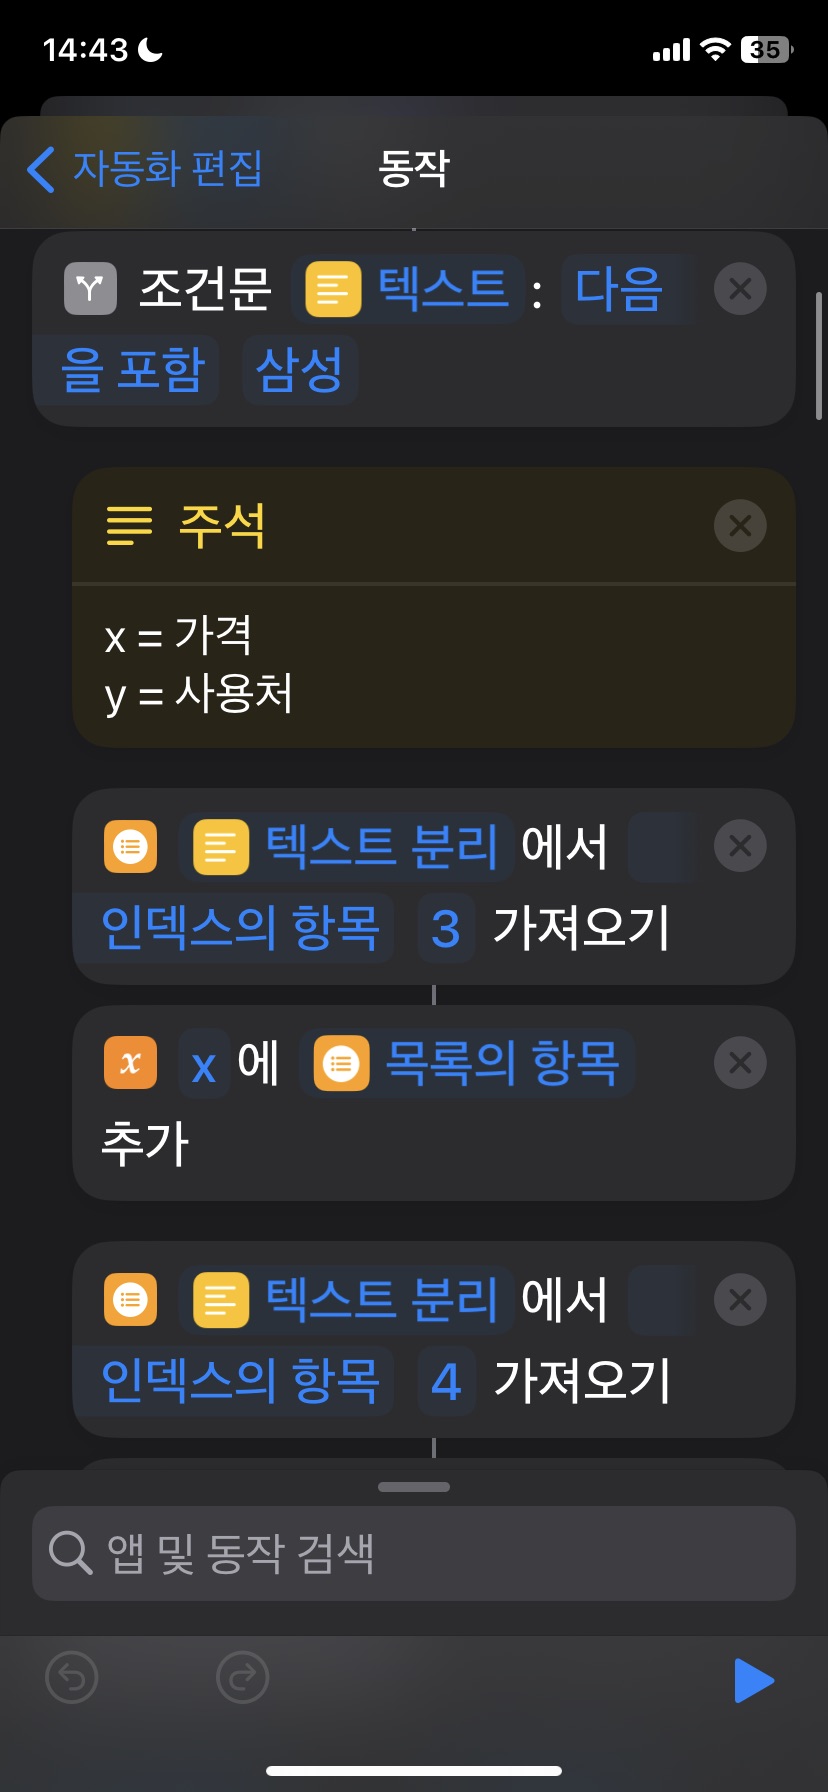 14:43
35
자동화 편집
동작
조건문 텍스트 : 다음
을 포함 삼성
주석
x = 가격
y = 사용처
텍스트 분리 에서
인덱스의 항목 3 가져오기
x x 에 목록의 항목
추가
텍스트 분리 에서
인덱스의 항목 4 가져오기
앱 및 동작 검색